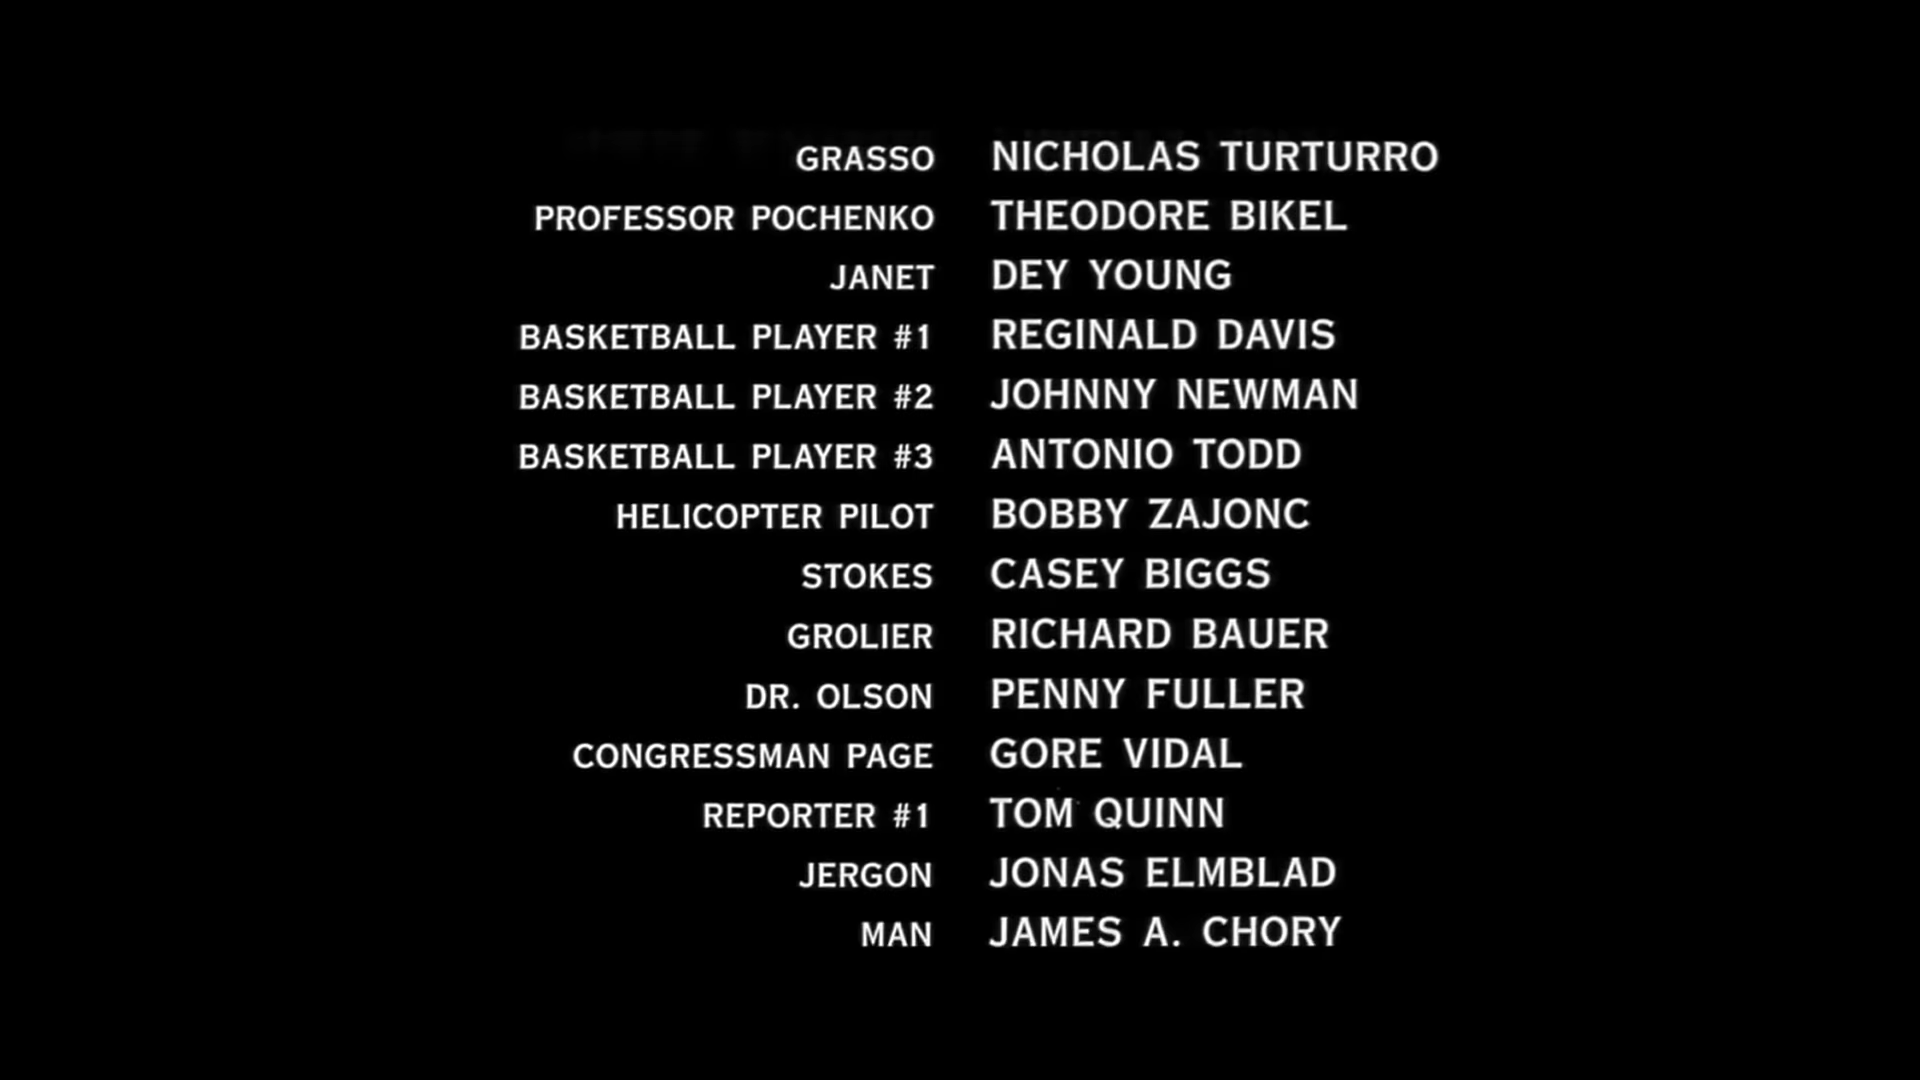 GRASSO NICHOLAS TURTURRO
PROFESSOR POCHENKO THEODORE BIKEL
JANET DEY YOUNG
BASKETBALL PLAYER #1 REGINALD DAVIS
BASKETBALL PLAYER #2 JOHNNY NEWMAN
BASKETBALL PLAYER #3 ANTONIO TODD
HELICOPTER PILOT BOBBY ZAJONC
STOKES CASEY BIGGS
GROLIER RICHARD BAUER
DR. OLSON PENNY FULLER
CONGRESSMAN PAGE GORE VIDAL
REPORTER #1 TOM QUINN
JERGON JONAS ELMBLAD
MAN JAMES A. CHORY